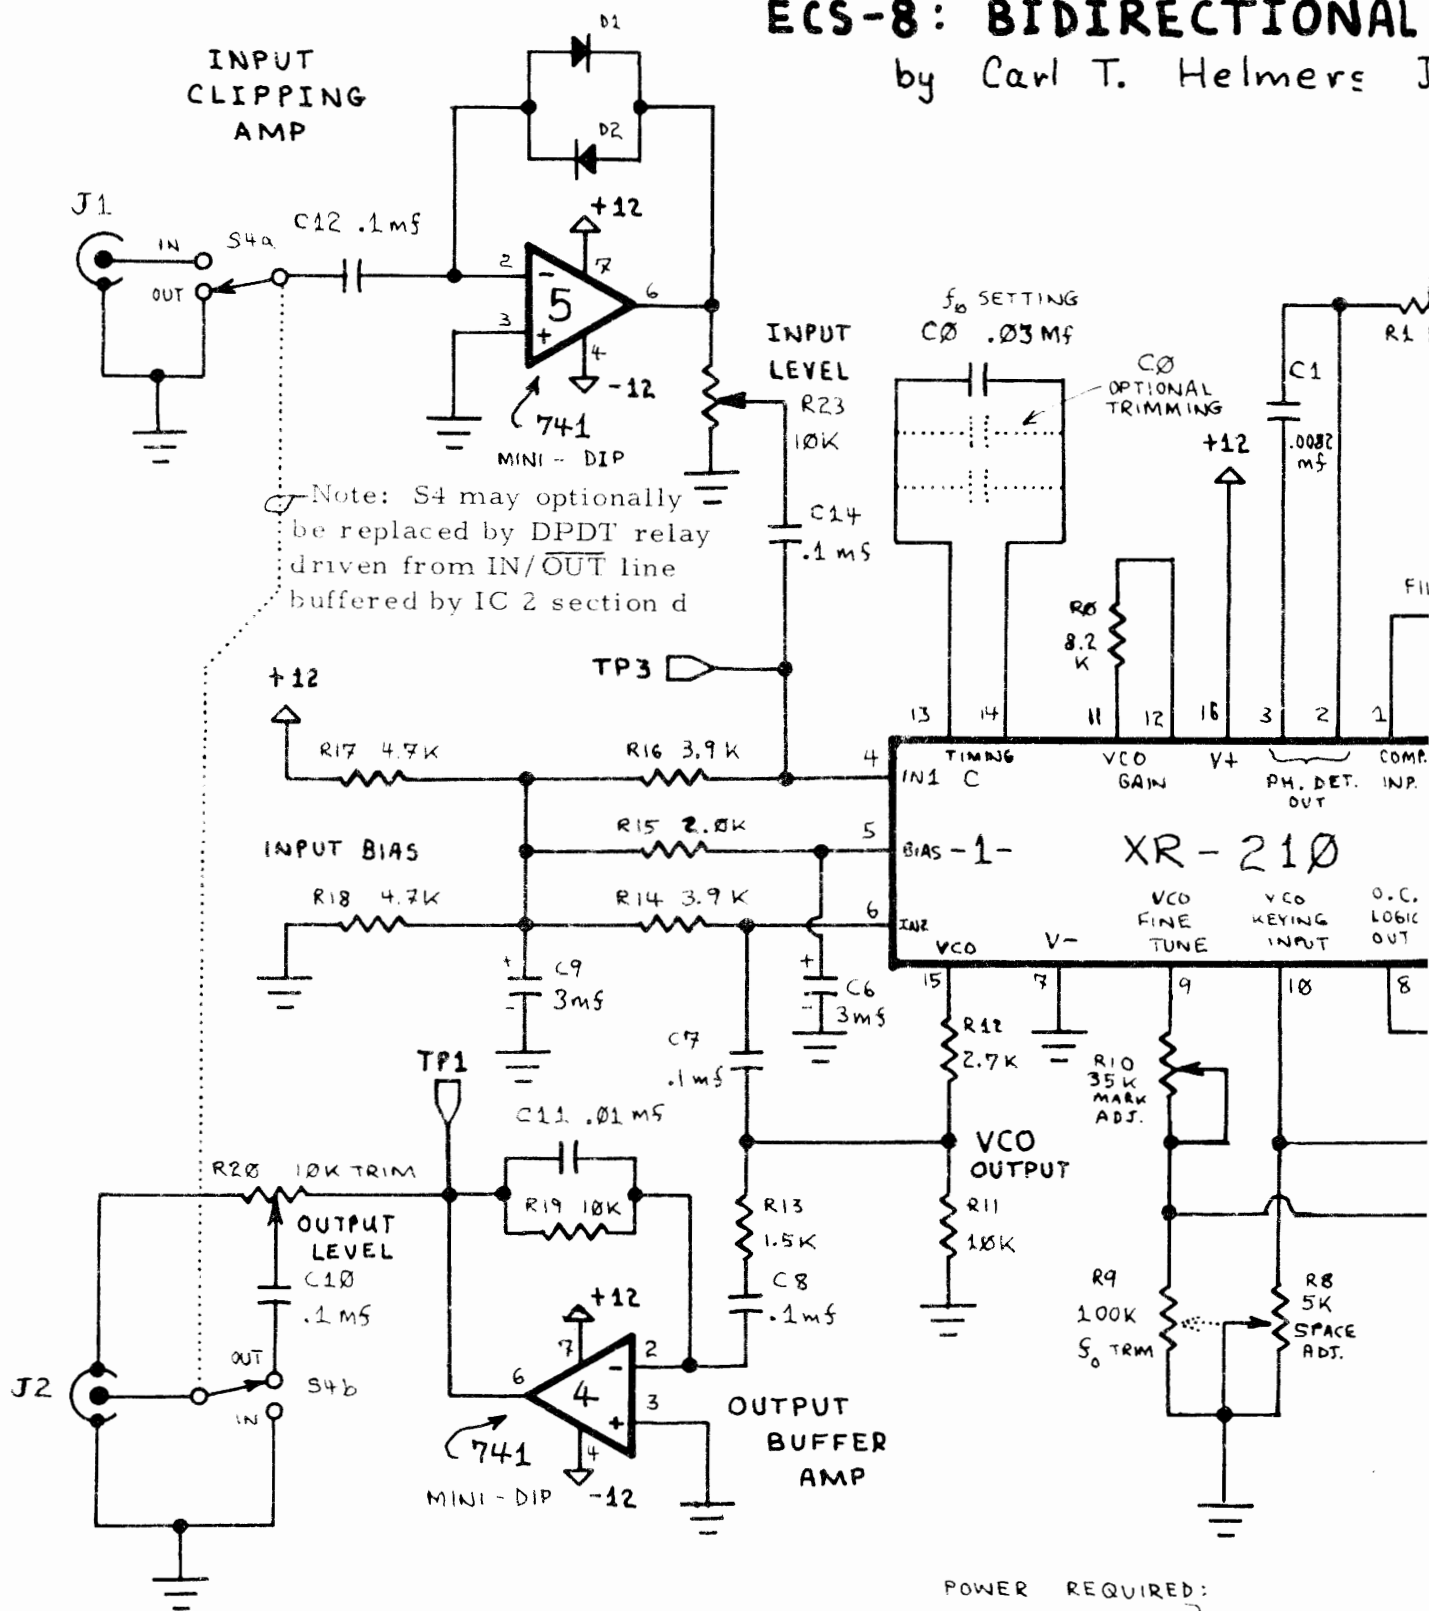 ECS-8: BIDIRECTIONAL
by Carl T. Helmers
INPUT
CLIPPING
AMP
D1
D2
J1
IN
OUT
S4a
C12 .1mf
+12
2
-
7
5
6
3
+
4
-12
741
MINI-DIP
INPUT
LEVEL
R23
10K
C14
.1 mf
Note: S4 may optionally
be replaced by DPDT relay
driven from IN/O̅U̅T̅ line
buffered by IC 2 section d
f₀ SETTING
CØ .03 Mf
CØ
OPTIONAL
TRIMMING
+12
C1
.0082
mf
R1
RØ
8.2
K
TP3
+12
R17 4.7K
R16 3.9K
INPUT BIAS
R15 2.0K
R18 4.7K
R14 3.9K
+
C9
3mf
-
+
C6
3mf
-
13
14
11
12
16
3
2
1
4
5
6
IN1
TIMING
C
VCO
GAIN
V+
PH. DET.
OUT
COMP.
INP.
BIAS
-1-
XR-210
IN2
VCO
V-
VCO
FINE
TUNE
VCO
KEYING
INPUT
O.C.
LOGIC
OUT
15
7
9
10
8
C7
.1mf
R12
2.7K
R10
35K
MARK
ADJ.
TP1
C11 .01 mf
R19 10K
R20 10K TRIM
OUTPUT
LEVEL
C10
.1 mf
VCO
OUTPUT
R13
1.5K
R11
10K
C8
.1mf
R9
100K
f₀ TRIM
R8
5K
SPACE
ADJ.
J2
OUT
S4b
IN
+12
7
2
-
6
4
3
+
4
-12
741
MINI-DIP
OUTPUT
BUFFER
AMP
POWER REQUIRED: